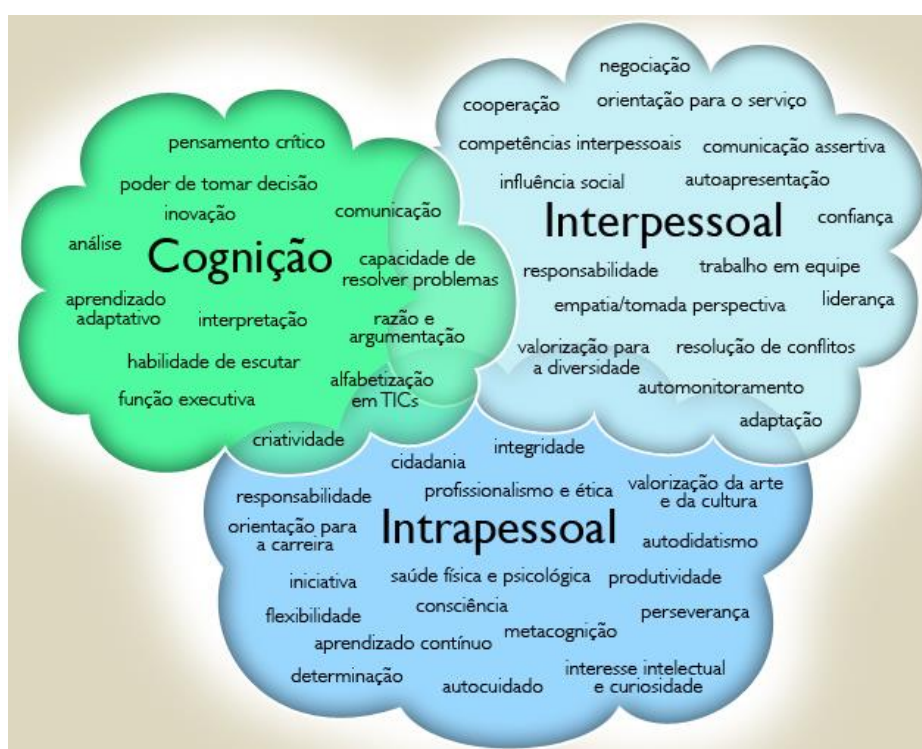 pensamento crítico
poder de tomar decisão
inovação
comunicação
análise
Cognição
capacidade de
resolver problemas
aprendizado
adaptativo
interpretação
razão e
argumentação
habilidade de escutar
alfabetização
em TICs
função executiva
criatividade
negociação
cooperação
orientação para o serviço
competências interpessoais
comunicação assertiva
influência social
autoapresentação
Interpessoal
confiança
responsabilidade
trabalho em equipe
empatia/tomada perspectiva
liderança
valorização para
a diversidade
resolução de conflitos
automonitoramento
adaptação
integridade
cidadania
responsabilidade
profissionalismo e ética
valorização da arte
e da cultura
orientação para
a carreira
Intrapessoal
autodidatismo
iniciativa
saúde física e psicológica
produtividade
flexibilidade
consciência
perseverança
aprendizado contínuo
metacognição
determinação
autocuidado
interesse intelectual
e curiosidade